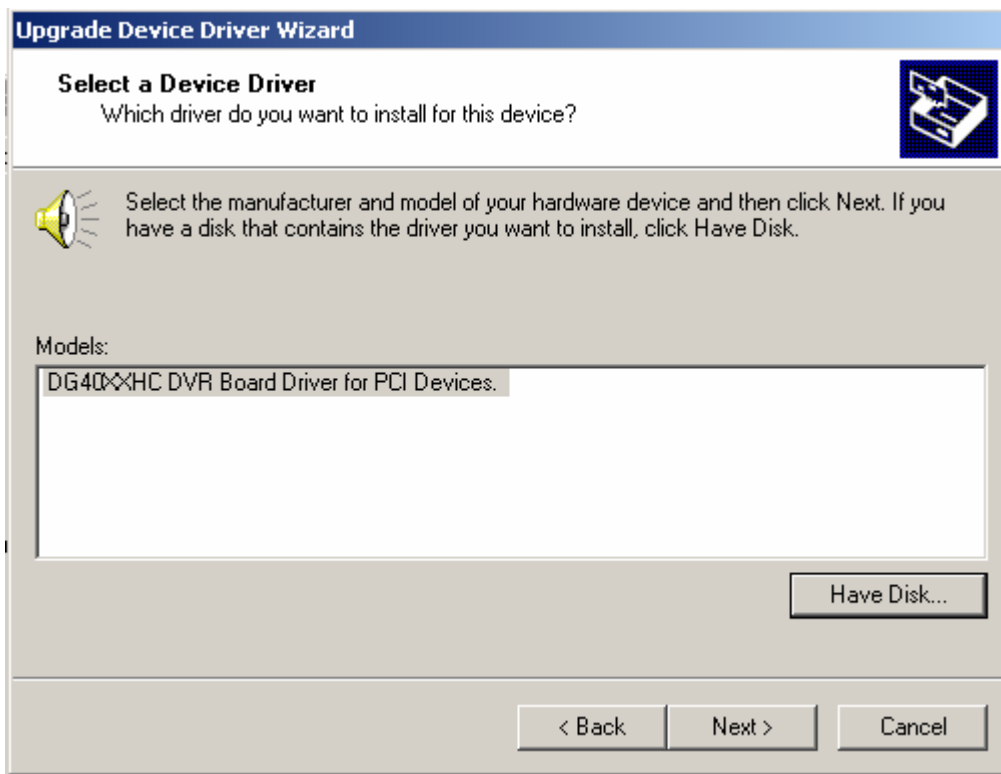 Upgrade Device Driver Wizard
Select a Device Driver
Which driver do you want to install for this device?
Select the manufacturer and model of your hardware device and then click Next. If you
have a disk that contains the driver you want to install, click Have Disk.
Models:
DG40XXHC DVR Board Driver for PCI Devices.
Have Disk...
< Back
Next >
Cancel